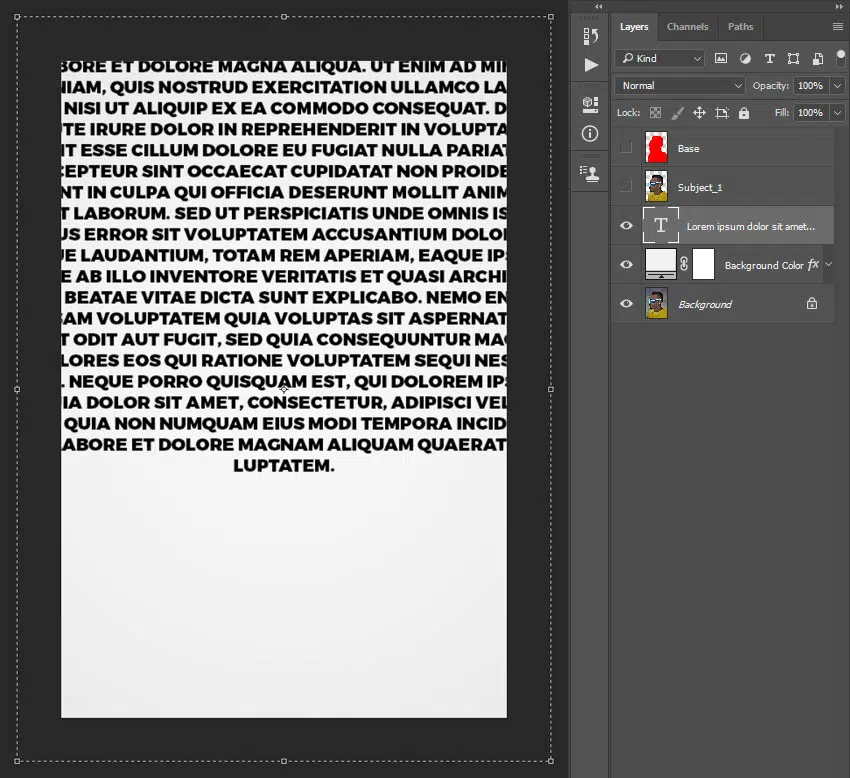 BORE ET DOLORE MAGNA ALIQUA. UT ENIM AD MI
NIAM, QUIS NOSTRUD EXERCITATION ULLAMCO LA
NISI UT ALIQUIP EX EA COMMODO CONSEQUAT. D
TE IRURE DOLOR IN REPREHENDERIT IN VOLUPTA
IT ESSE CILLUM DOLORE EU FUGIAT NULLA PARIAT
CEPTEUR SINT OCCAECAT CUPIDATAT NON PROIDE
NT IN CULPA QUI OFFICIA DESERUNT MOLLIT ANIM
T LABORUM. SED UT PERSPICIATIS UNDE OMNIS IS
US ERROR SIT VOLUPTATEM ACCUSANTIUM DOLO
UE LAUDANTIUM, TOTAM REM APERIAM, EAQUE IP
E AB ILLO INVENTORE VERITATIS ET QUASI ARCHI
BEATAE VITAE DICTA SUNT EXPLICABO. NEMO EN
SAM VOLUPTATEM QUIA VOLUPTAS SIT ASPERNAT
T ODIT AUT FUGIT, SED QUIA CONSEQUUNTUR MA
LORES EOS QUI RATIONE VOLUPTATEM SEQUI NES
. NEQUE PORRO QUISQUAM EST, QUI DOLOREM IP
IA DOLOR SIT AMET, CONSECTETUR, ADIPISCI VEL
QUIA NON NUMQUAM EIUS MODI TEMPORA INCID
ABORE ET DOLORE MAGNAM ALIQUAM QUAERAT
LUPTATEM.
Layers Channels Paths
Kind
Normal Opacity: 100%
Lock: Fill: 100%
Base
Subject_1
T Lorem ipsum dolor sit amet...
Background Color fx
Background